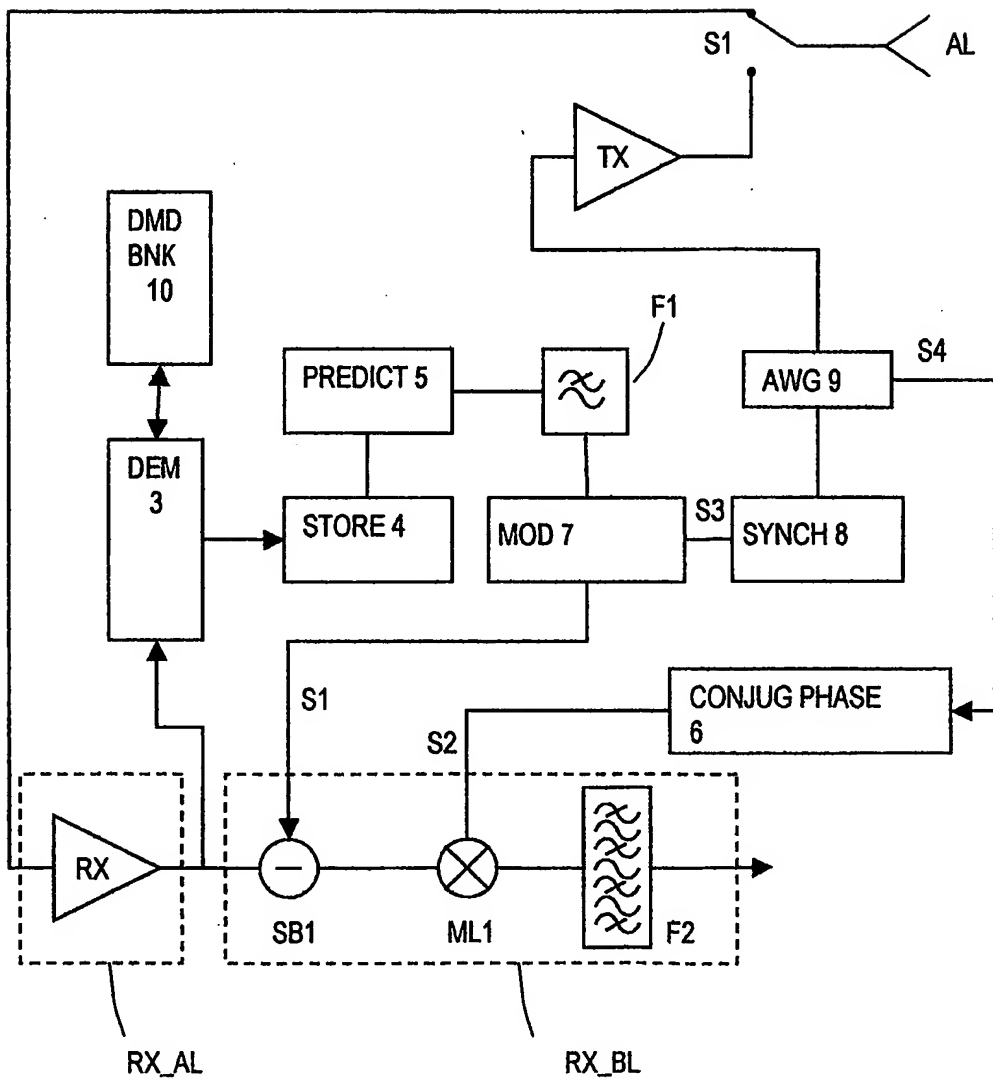 S1
AL
TX
DMD
BNK
10
F1
S4
PREDICT 5
AWG 9
DEM
3
STORE 4
MOD 7
S3
SYNCH 8
S1
CONJUG PHASE
6
S2
RX
SB1
ML1
F2
RX_AL
RX_BL